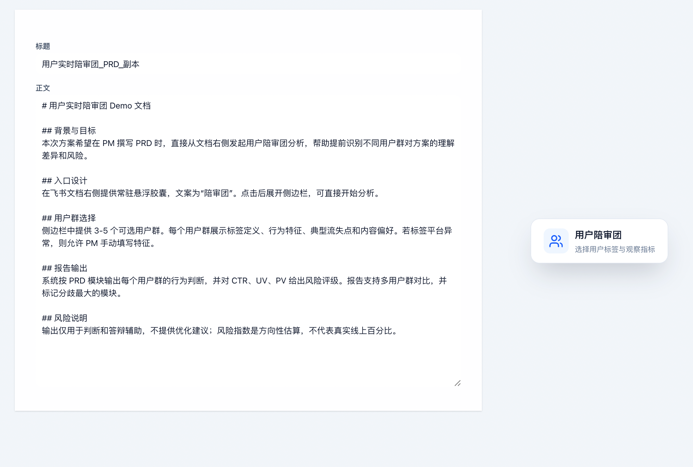 标题
用户实时陪审团_PRD_副本
正文
# 用户实时陪审团 Demo 文档
## 背景与目标
本次方案希望在 PM 撰写 PRD 时，直接从文档右侧发起用户陪审团分析，帮助提前识别不同用户群对方案的理解
差异和风险。
## 入口设计
在飞书文档右侧提供常驻悬浮胶囊，文案为“陪审团”。点击后展开侧边栏，可直接开始分析。
## 用户群选择
侧边栏中提供 3-5 个可选用户群。每个用户群展示标签定义、行为特征、典型流失点和内容偏好。若标签平台异
常，则允许 PM 手动填写特征。
## 报告输出
系统按 PRD 模块输出每个用户群的行为判断，并对 CTR、UV、PV 给出风险评级。报告支持多用户群对比，并
标记分歧最大的模块。
## 风险说明
输出仅用于判断和答辩辅助，不提供优化建议；风险指数是方向性估算，不代表真实线上百分比。
用户陪审团
选择用户标签与观察指标